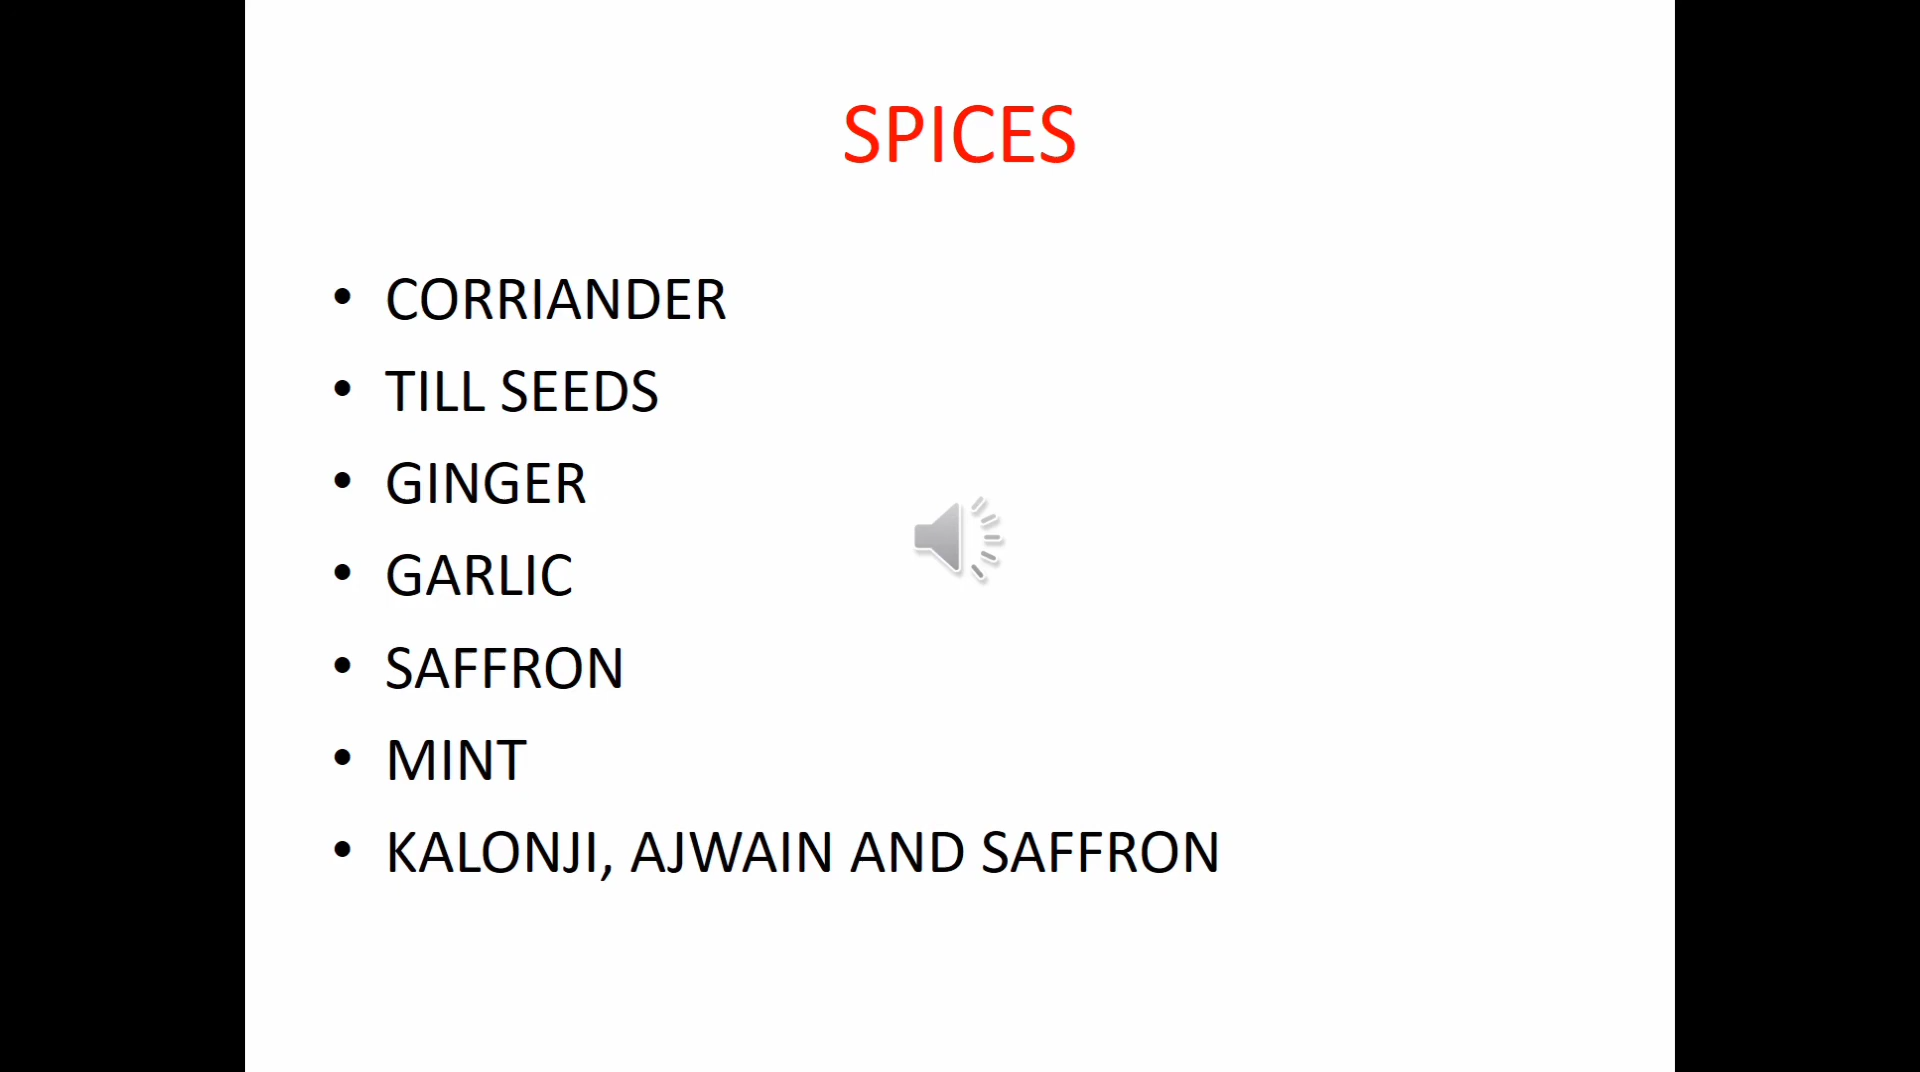 SPICES
• CORRIANDER
• TILL SEEDS
• GINGER
• GARLIC
• SAFFRON
• MINT
• KALONJI, AJWAIN AND SAFFRON